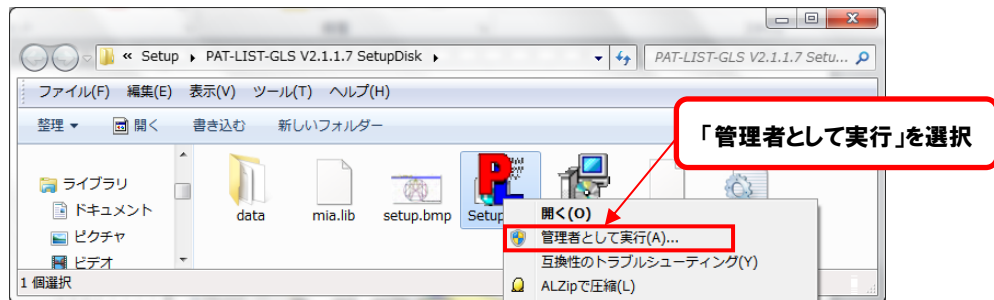 « Setup ▸ PAT-LIST-GLS V2.1.1.7 SetupDisk ▸
PAT-LIST-GLS V2.1.1.7 Setu...
ファイル(F) 編集(E) 表示(V) ツール(T) ヘルプ(H)
整理 ▼ 開く 書き込む 新しいフォルダー
「管理者として実行」を選択
ライブラリ
ドキュメント
ピクチャ
ビデオ
data
mia.lib
setup.bmp
Setup
開く(O)
管理者として実行(A)...
互換性のトラブルシューティング(Y)
ALZipで圧縮(L)
1 個選択